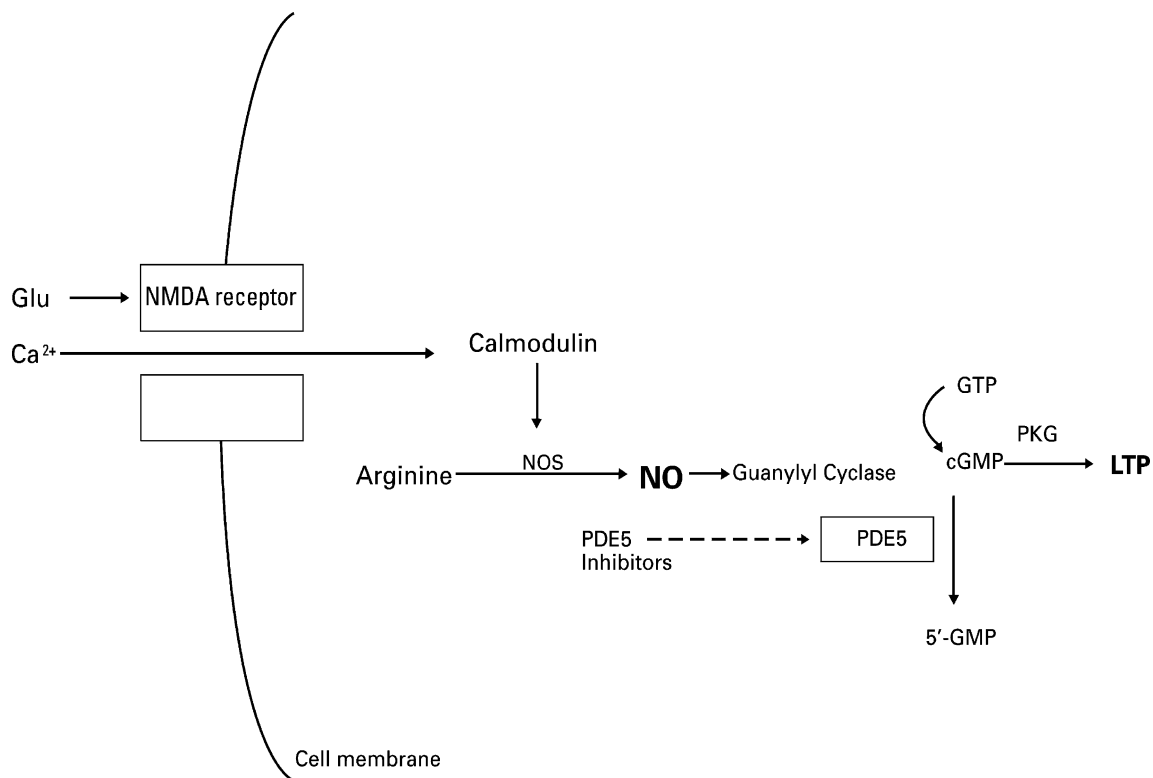 Glu
NMDA receptor
Ca²⁺
Calmodulin
GTP
PKG
Arginine
NOS
NO
Guanylyl Cyclase
cGMP
LTP
PDE5
Inhibitors
PDE5
5′-GMP
Cell membrane